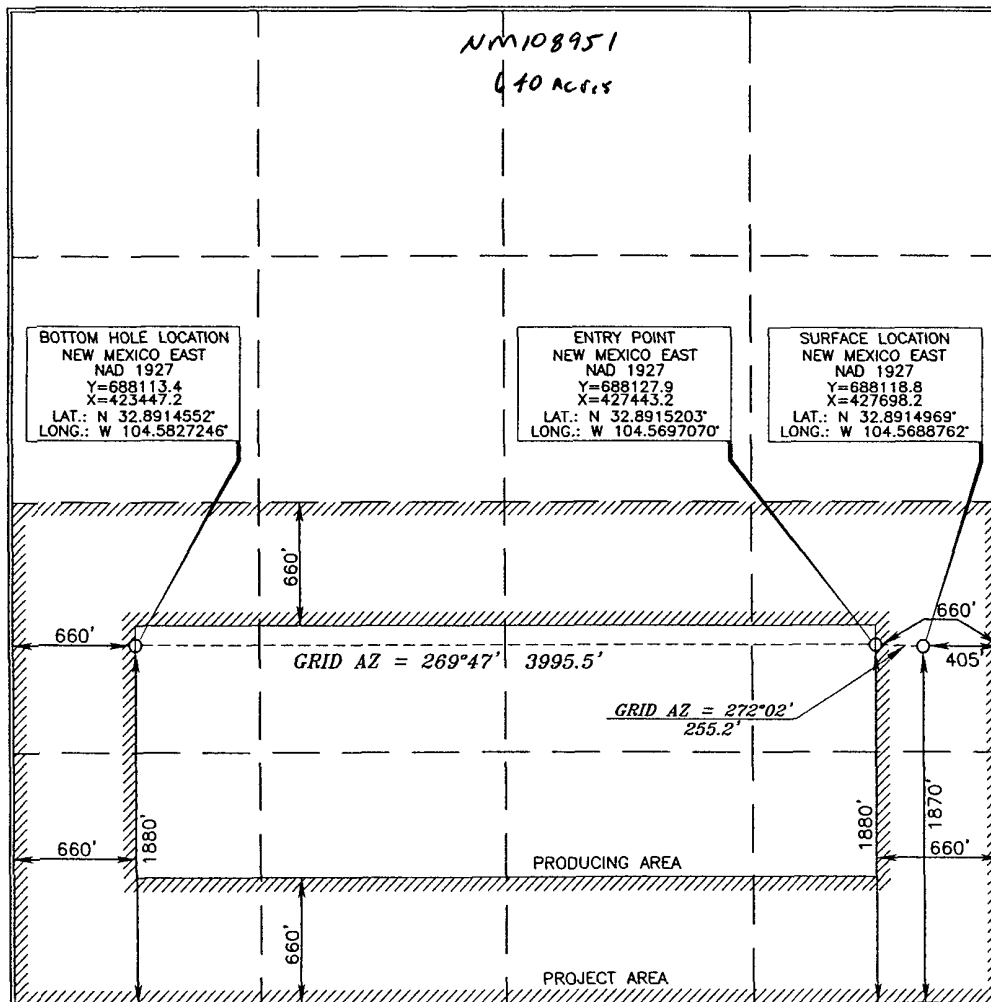 NM108951
640 Acres
BOTTOM HOLE LOCATION
NEW MEXICO EAST
NAD 1927
Y=688113.4
X=423447.2
LAT.: N 32.8914552°
LONG.: W 104.5827246°
ENTRY POINT
NEW MEXICO EAST
NAD 1927
Y=688127.9
X=427443.2
LAT.: N 32.8915203°
LONG.: W 104.5697070°
SURFACE LOCATION
NEW MEXICO EAST
NAD 1927
Y=688118.8
X=427698.2
LAT.: N 32.8914969°
LONG.: W 104.5688762°
660'
660'
660'
GRID AZ = 269°47' 3995.5'
405'
GRID AZ = 272°02'
255.2'
1880'
1880'
1870'
660'
660'
PRODUCING AREA
660'
PROJECT AREA